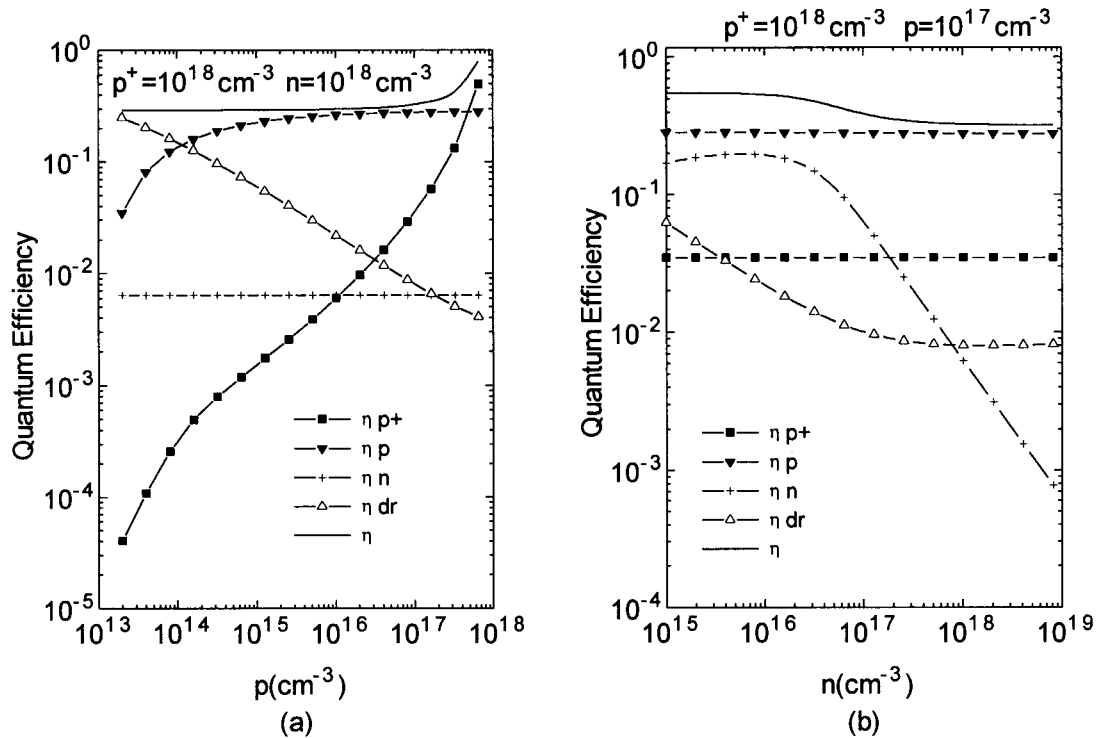 p⁺=10¹⁸cm⁻³ n=10¹⁸cm⁻³
Quantum Efficiency
10⁰
10⁻¹
10⁻²
10⁻³
10⁻⁴
10⁻⁵
η p+
η p
η n
η dr
η
10¹³ 10¹⁴ 10¹⁵ 10¹⁶ 10¹⁷ 10¹⁸
p(cm⁻³)
(a)
p⁺=10¹⁸cm⁻³ p=10¹⁷cm⁻³
Quantum Efficiency
10⁰
10⁻¹
10⁻²
10⁻³
10⁻⁴
η p+
η p
η n
η dr
η
10¹⁵ 10¹⁶ 10¹⁷ 10¹⁸ 10¹⁹
n(cm⁻³)
(b)